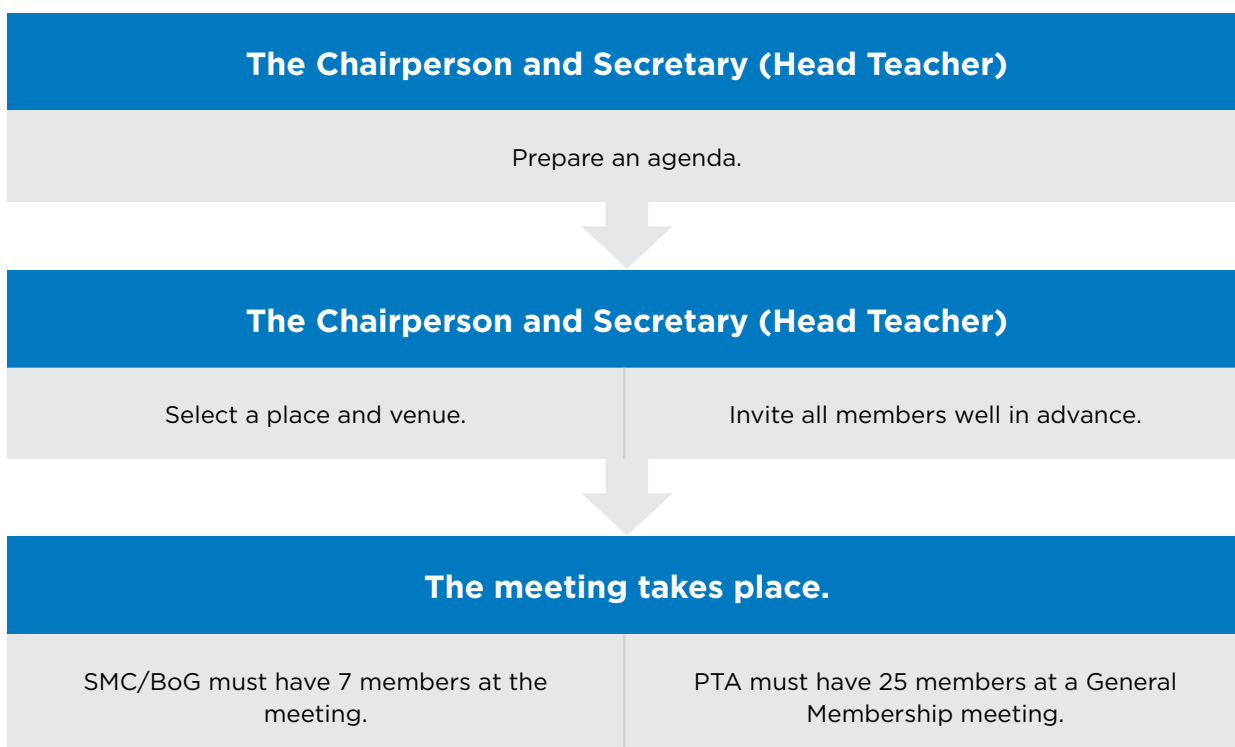 The Chairperson and Secretary (Head Teacher)
Prepare an agenda.
The Chairperson and Secretary (Head Teacher)
Select a place and venue.
Invite all members well in advance.
The meeting takes place.
SMC/BoG must have 7 members at the
meeting.
PTA must have 25 members at a General
Membership meeting.